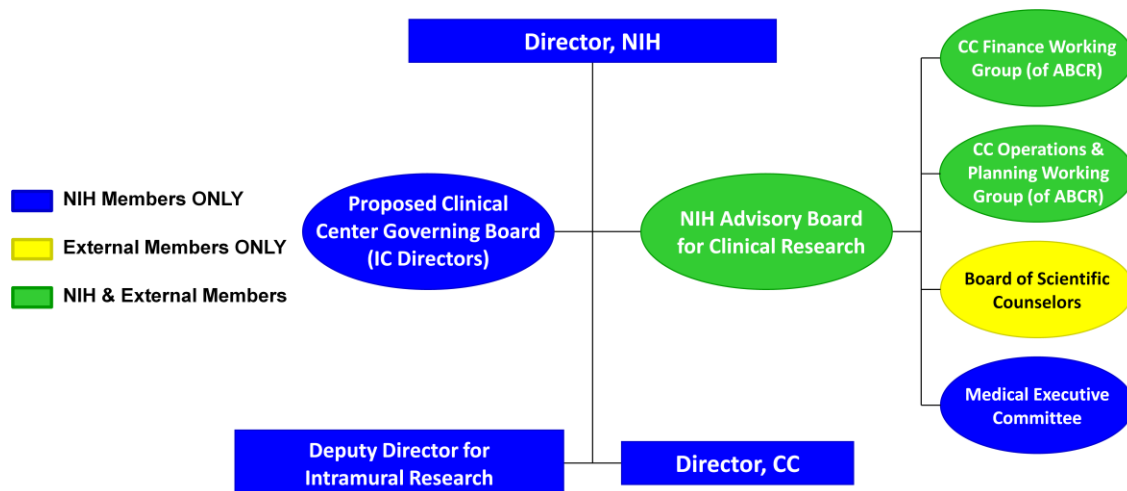 Director, NIH
NIH Members ONLY
External Members ONLY
NIH & External Members
Proposed Clinical
Center Governing Board
(IC Directors)
NIH Advisory Board
for Clinical Research
CC Finance Working
Group (of ABCR)
CC Operations &
Planning Working
Group (of ABCR)
Board of Scientific
Counselors
Medical Executive
Committee
Deputy Director for
Intramural Research
Director, CC